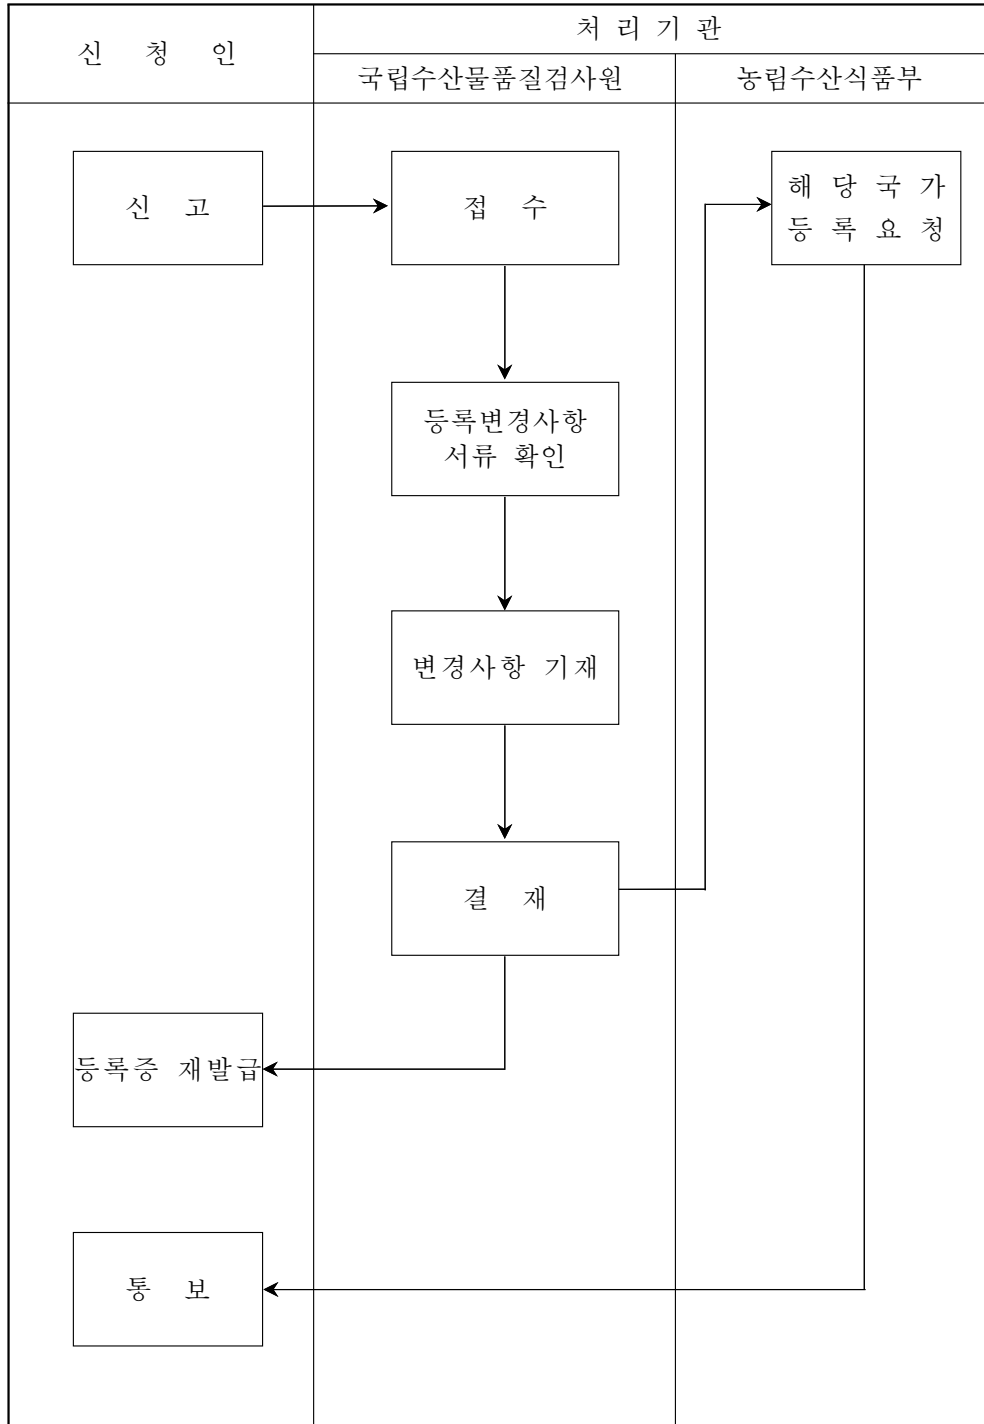 신 청 인
처 리 기 관
국립수산물품질검사원
농림수산식품부
신 고
접 수
해 당 국 가
등 록 요 청
등록변경사항
서류 확인
변경사항 기재
결 재
등록증 재발급
통 보